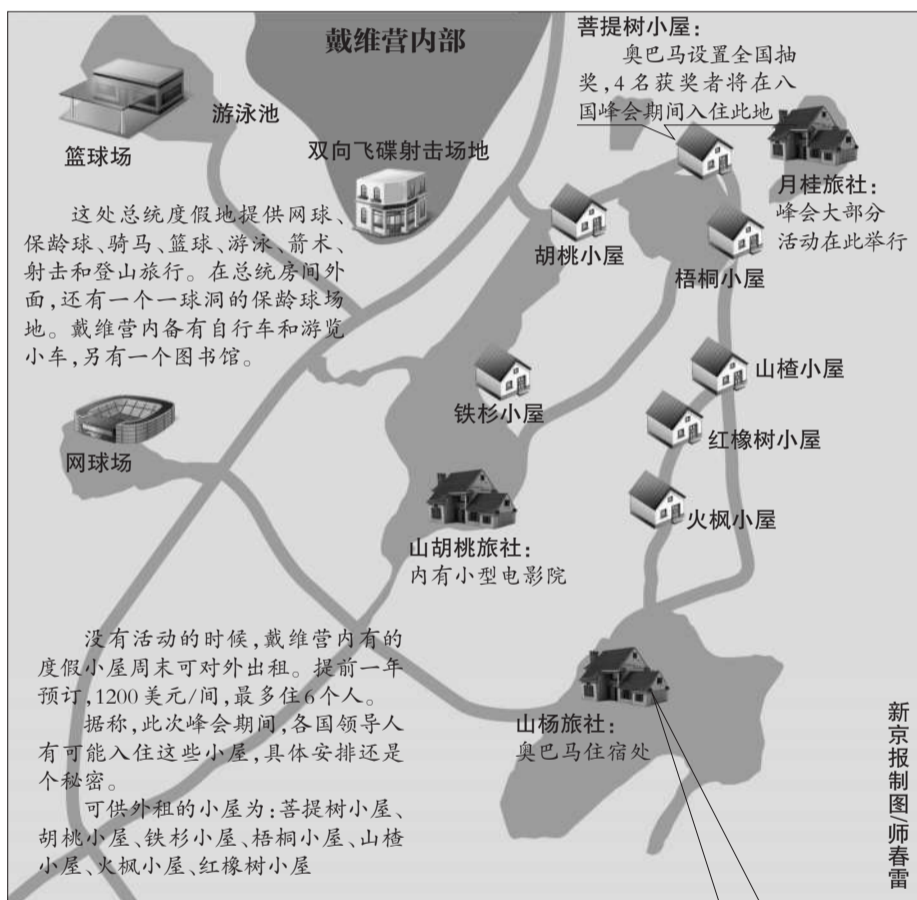 戴维营内部
菩提树小屋：
奥巴马设置全国抽
奖，4名获奖者将在八
国峰会期间入住此地
游泳池
篮球场
双向飞碟射击场地
月桂旅社：
峰会大部分
活动在此举行
胡桃小屋
梧桐小屋
这处总统度假地提供网球、
保龄球、骑马、篮球、游泳、箭术、
射击和登山旅行。在总统房间外
面，还有一个一球洞的保龄球场
地。戴维营内备有自行车和游览
小车，另有一个图书馆。
山楂小屋
铁杉小屋
红橡树小屋
网球场
火枫小屋
山胡桃旅社：
内有小型电影院
没有活动的时候，戴维营内有的
度假小屋周末可对外出租。提前一年
预订，1200美元/间，最多住6个人。
据称，此次峰会期间，各国领导人
有可能入住这些小屋，具体安排还是
个秘密。
可供外租的小屋为：菩提树小屋、
胡桃小屋、铁杉小屋、梧桐小屋、山楂
小屋、火枫小屋、红橡树小屋
山杨旅社：
奥巴马住宿处
新京报制图/师春雷